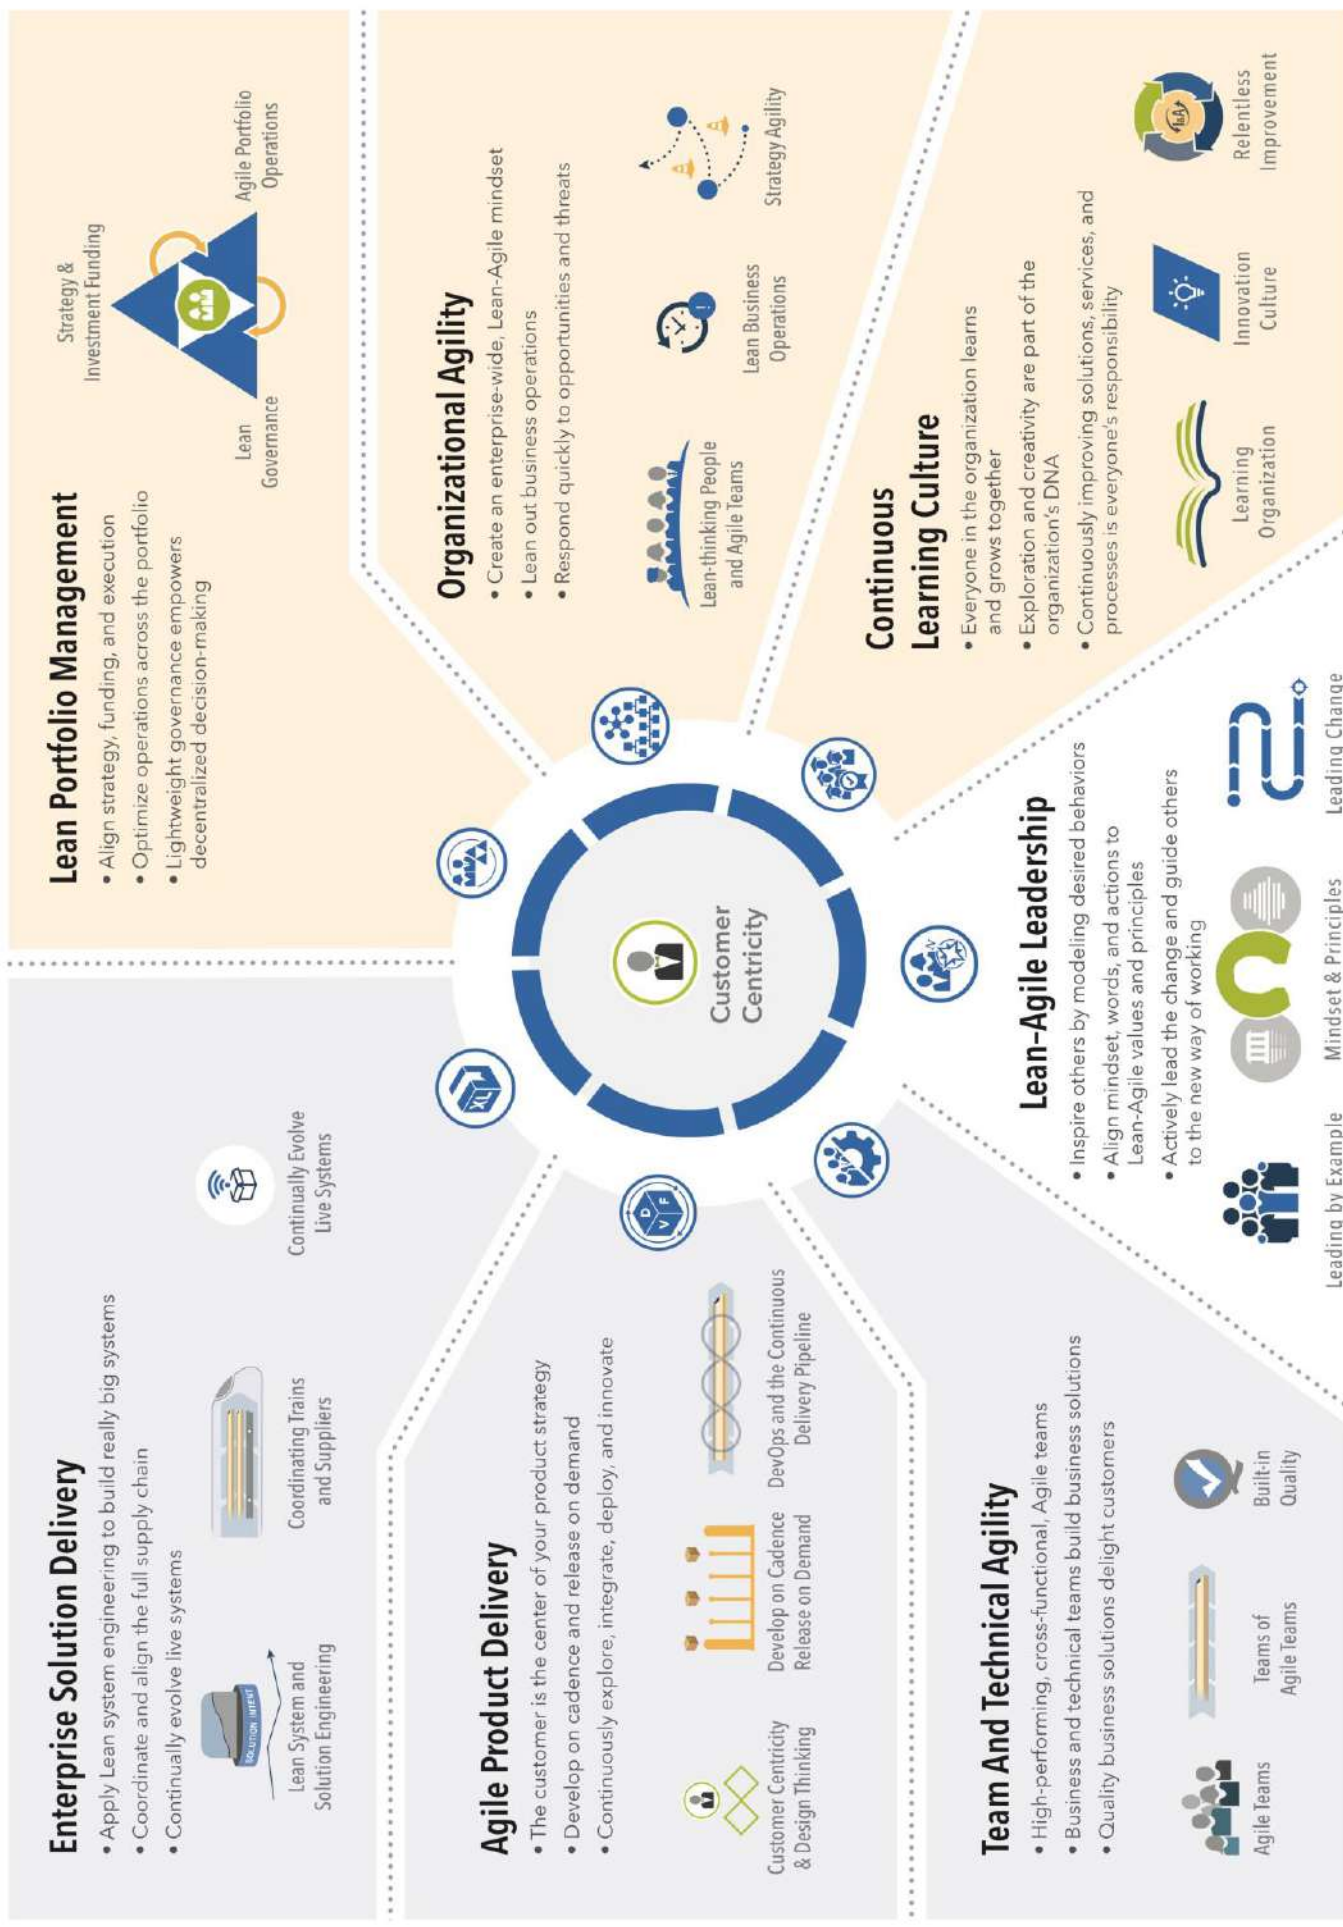 Enterprise Solution Delivery
• Apply Lean system engineering to build really big systems
• Coordinate and align the full supply chain
• Continually evolve live systems
SOLUTION INTENT
Lean System and
Solution Engineering
Coordinating Trains
and Suppliers
Continually Evolve
Live Systems
Lean Portfolio Management
• Align strategy, funding, and execution
• Optimize operations across the portfolio
• Lightweight governance empowers
decentralized decision-making
Strategy &
Investment Funding
Lean
Governance
Agile Portfolio
Operations
Agile Product Delivery
• The customer is the center of your product strategy
• Develop on cadence and release on demand
• Continuously explore, integrate, deploy, and innovate
Customer Centricity
& Design Thinking
Develop on Cadence
Release on Demand
DevOps and the Continuous
Delivery Pipeline
XL
D
V F
Customer
Centricity
N
Organizational Agility
• Create an enterprise-wide, Lean-Agile mindset
• Lean out business operations
• Respond quickly to opportunities and threats
Lean-thinking People
and Agile Teams
Lean Business
Operations
Strategy Agility
Team And Technical Agility
• High-performing, cross-functional, Agile teams
• Business and technical teams build business solutions
• Quality business solutions delight customers
Agile Teams
Teams of
Agile Teams
Built-in
Quality
Lean-Agile Leadership
• Inspire others by modeling desired behaviors
• Align mindset, words, and actions to
Lean-Agile values and principles
• Actively lead the change and guide others
to the new way of working
Leading by Example
Mindset & Principles
Leading Change
Continuous
Learning Culture
• Everyone in the organization learns
and grows together
• Exploration and creativity are part of the
organization's DNA
• Continuously improving solutions, services, and
processes is everyone's responsibility
Learning
Organization
Innovation
Culture
I&A
Relentless
Improvement